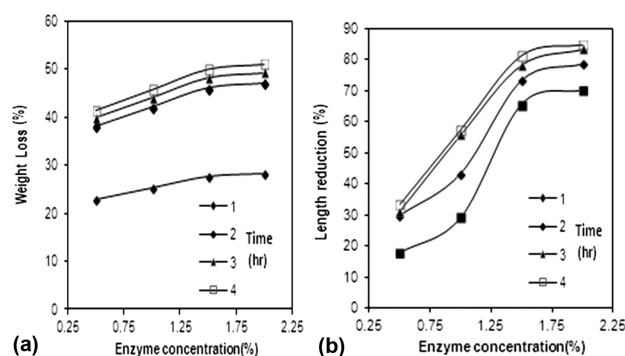 Weight Loss (%)
60
50
40
30
20
10
0
1
2 Time
3 (hr)
4
0.25 0.75 1.25 1.75 2.25
(a) Enzyme concentration(%)
Length reduction (%)
90
80
70
60
50
40
30
20
10
0
1
2 Time
3 (hr)
4
0.25 0.75 1.25 1.75 2.25
(b) Enzyme concentration(%)